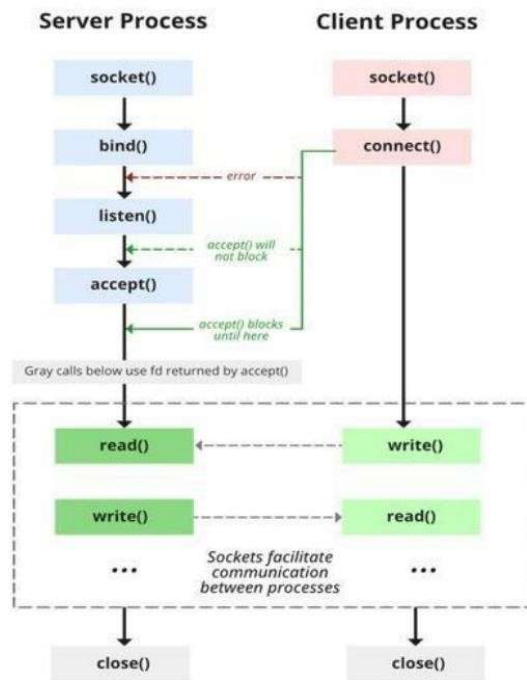 Server Process
Client Process
socket()
socket()
bind()
connect()
error
listen()
accept() will
not block
accept()
accept() blocks
until here
Gray calls below use fd returned by accept()
read()
write()
write()
read()
...
Sockets facilitate
communication
between processes
...
close()
close()